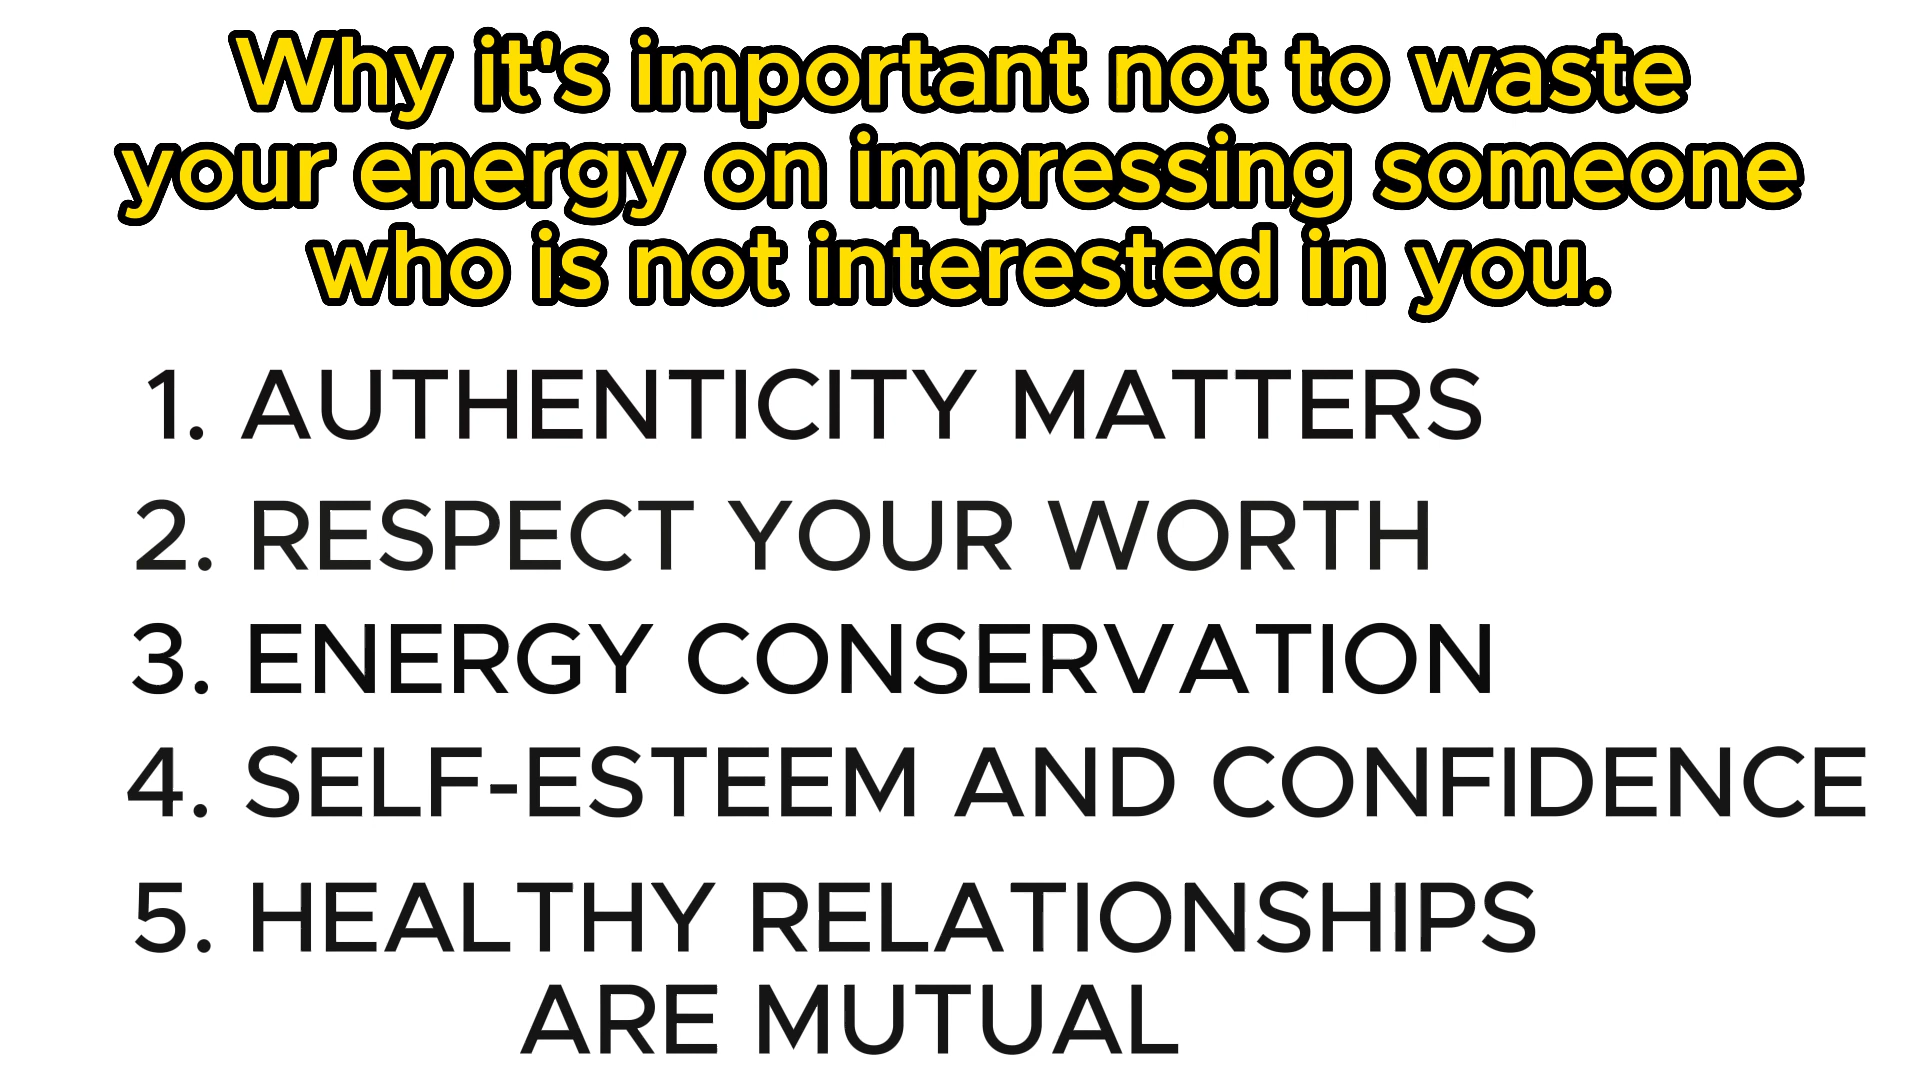 Why it's important not to waste
your energy on impressing someone
who is not interested in you.
1. AUTHENTICITY MATTERS
2. RESPECT YOUR WORTH
3. ENERGY CONSERVATION
4. SELF-ESTEEM AND CONFIDENCE
5. HEALTHY RELATIONSHIPS
ARE MUTUAL